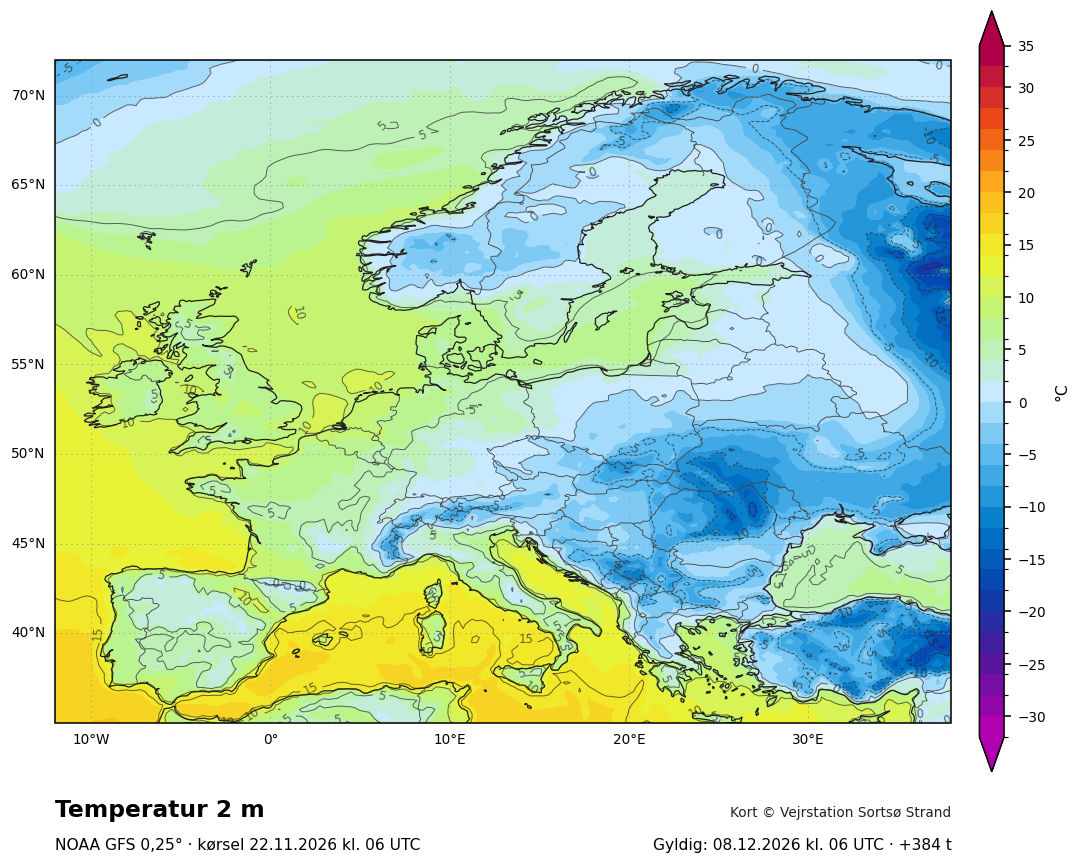 70°N
65°N
60°N
55°N
50°N
45°N
40°N
10°W
0°
10°E
20°E
30°E
35
30
25
20
15
10
5
0
−5
−10
−15
−20
−25
−30
°C
Temperatur 2 m
Kort © Vejrstation Sortsø Strand
NOAA GFS 0,25° · kørsel 22.11.2026 kl. 06 UTC
Gyldig: 08.12.2026 kl. 06 UTC · +384 t